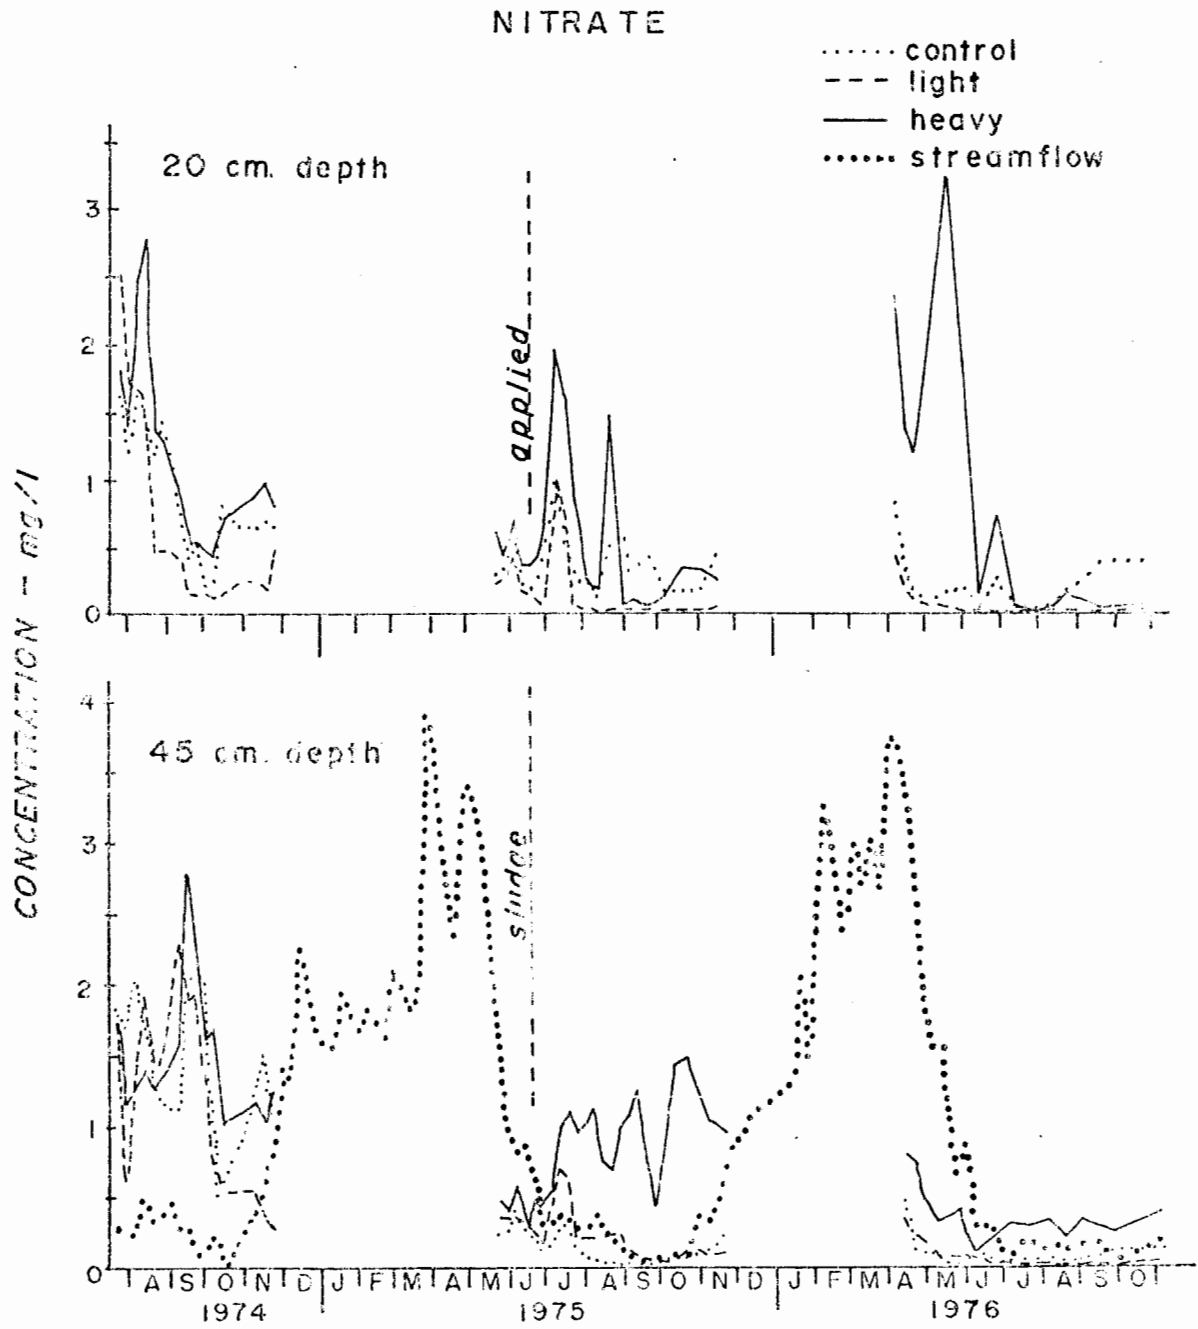 NITRATE
control
light
heavy
streamflow
20 cm. depth
3
2
1
0
applied
CONCENTRATION - mg/l
45 cm. depth
4
3
2
1
0
sludge
A S O N D J F M A M J J A S O N D J F M A M J J A S O
1974 1975 1976